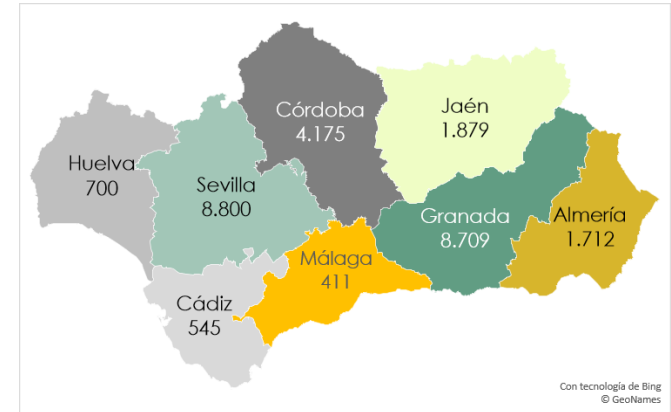 Córdoba
4.175
Jaén
1.879
Huelva
700
Sevilla
8.800
Granada
8.709
Almería
1.712
Málaga
411
Cádiz
545
Con tecnología de Bing
© GeoNames